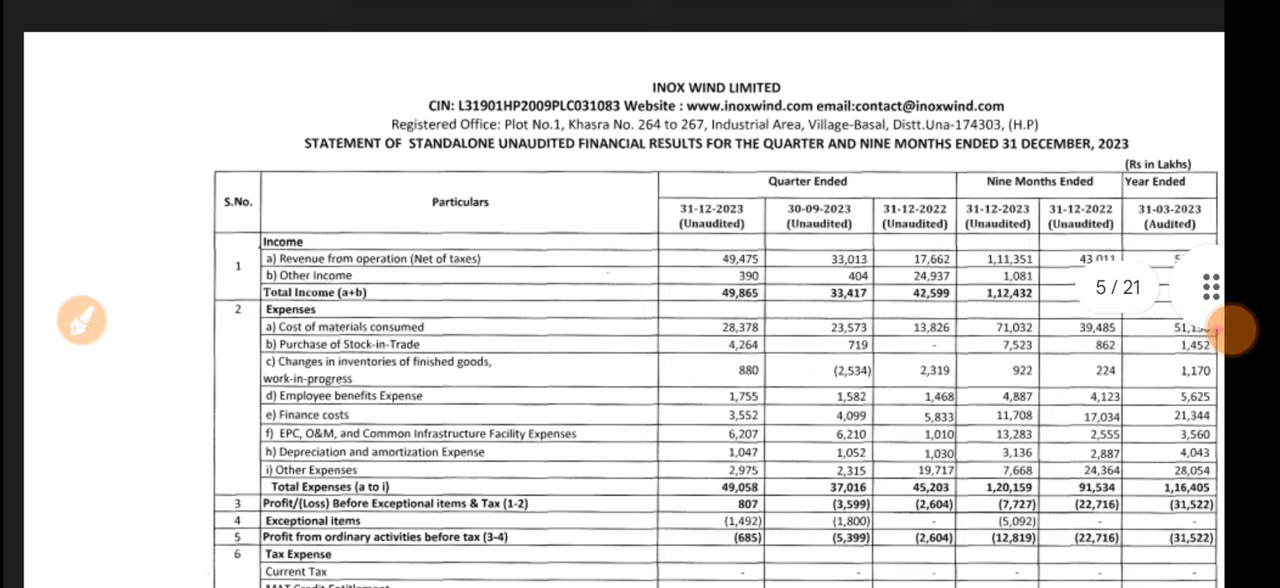 INOX WIND LIMITED
CIN: L31901HP2009PLC031083 Website : www.inoxwind.com email:contact@inoxwind.com
Registered Office: Plot No.1, Khasra No. 264 to 267, Industrial Area, Village-Basal, Distt.Una-174303, (H.P)
STATEMENT OF STANDALONE UNAUDITED FINANCIAL RESULTS FOR THE QUARTER AND NINE MONTHS ENDED 31 DECEMBER, 2023
(Rs in Lakhs)
S.No. Particulars Quarter Ended Nine Months Ended Year Ended
31-12-2023 30-09-2023 31-12-2022 31-12-2023 31-12-2022 31-03-2023
(Unaudited) (Unaudited) (Unaudited) (Unaudited) (Unaudited) (Audited)
1 Income
a) Revenue from operation (Net of taxes) 49,475 33,013 17,662 1,11,351
b) Other Income 390 404 24,937 1,081
Total Income (a+b) 49,865 33,417 42,599 1,12,432
5 / 21
2 Expenses
a) Cost of materials consumed 28,378 23,573 13,826 71,032 39,485
b) Purchase of Stock-in-Trade 4,264 719 - 7,523 862 1,452
c) Changes in inventories of finished goods,
work-in-progress 880 (2,534) 2,319 922 224 1,170
d) Employee benefits Expense 1,755 1,582 1,468 4,887 4,123 5,625
e) Finance costs 3,552 4,099 5,833 11,708 17,034 21,344
f) EPC, O&M, and Common Infrastructure Facility Expenses 6,207 6,210 1,010 13,283 2,555 3,560
h) Depreciation and amortization Expense 1,047 1,052 1,030 3,136 2,887 4,043
i) Other Expenses 2,975 2,315 19,717 7,668 24,364 28,054
Total Expenses (a to i) 49,058 37,016 45,203 1,20,159 91,534 1,16,405
3 Profit/(Loss) Before Exceptional items & Tax (1-2) 807 (3,599) (2,604) (7,727) (22,716) (31,522)
4 Exceptional items (1,492) (1,800) - (5,092) - -
5 Profit from ordinary activities before tax (3-4) (685) (5,399) (2,604) (12,819) (22,716) (31,522)
6 Tax Expense
Current Tax - - - - - -